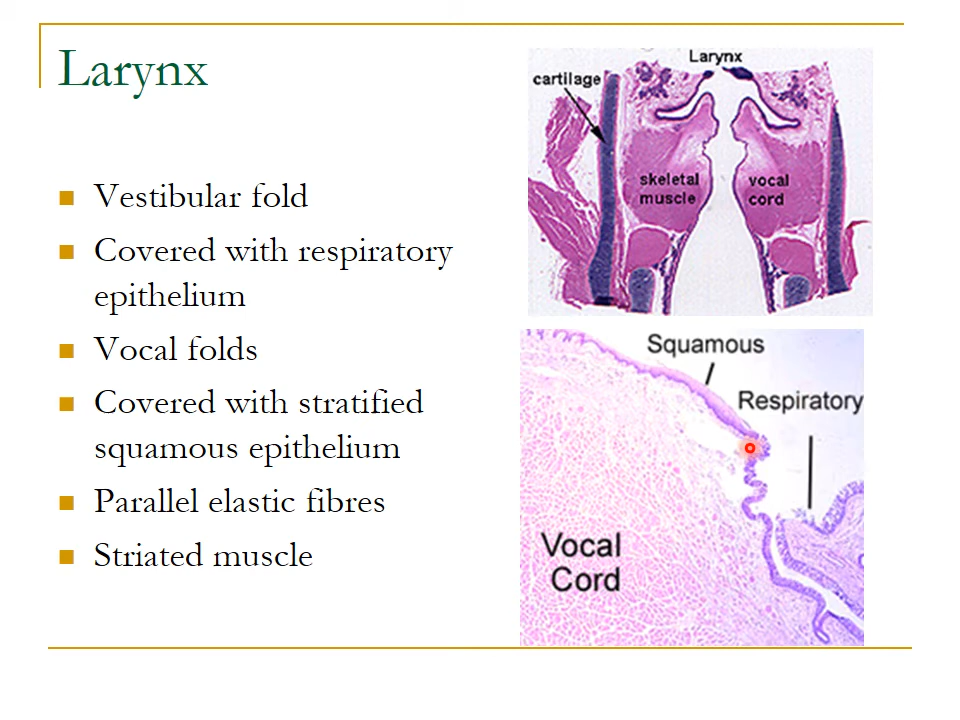 Larynx
Vestibular fold
Covered with respiratory
epithelium
Vocal folds
Covered with stratified
squamous epithelium
Parallel elastic fibres
Striated muscle
Larynx
cartilage
skeletal
muscle
vocal
cord
Squamous
Respiratory
Vocal
Cord